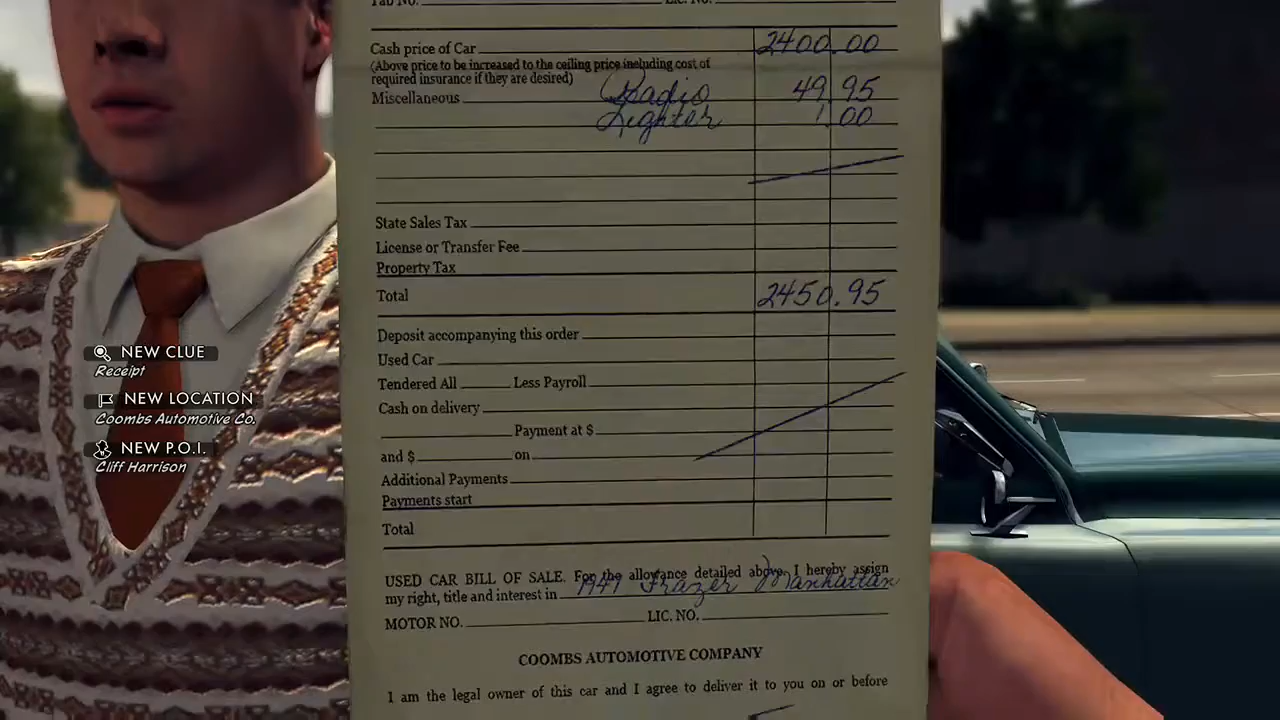 Tab No. Lic. No.
Cash price of Car 2400.00
(Above price to be increased to the ceiling price including cost of
required insurance if they are desired)
Miscellaneous Radio 49.95
Lighter 1.00
State Sales Tax
License or Transfer Fee
Property Tax
Total 2450.95
Deposit accompanying this order
Used Car
Tendered All Less Payroll
Cash on delivery
Payment at $
and $ on
Additional Payments
Payments start
Total
USED CAR BILL OF SALE. For the allowance detailed above, I hereby assign
my right, title and interest in 1947 Frazer Manhattan
MOTOR NO. LIC. NO.
COOMBS AUTOMOTIVE COMPANY
I am the legal owner of this car and I agree to deliver it to you on or before
NEW CLUE
Receipt
NEW LOCATION
Coombs Automotive Co.
NEW P.O.I.
Cliff Harrison